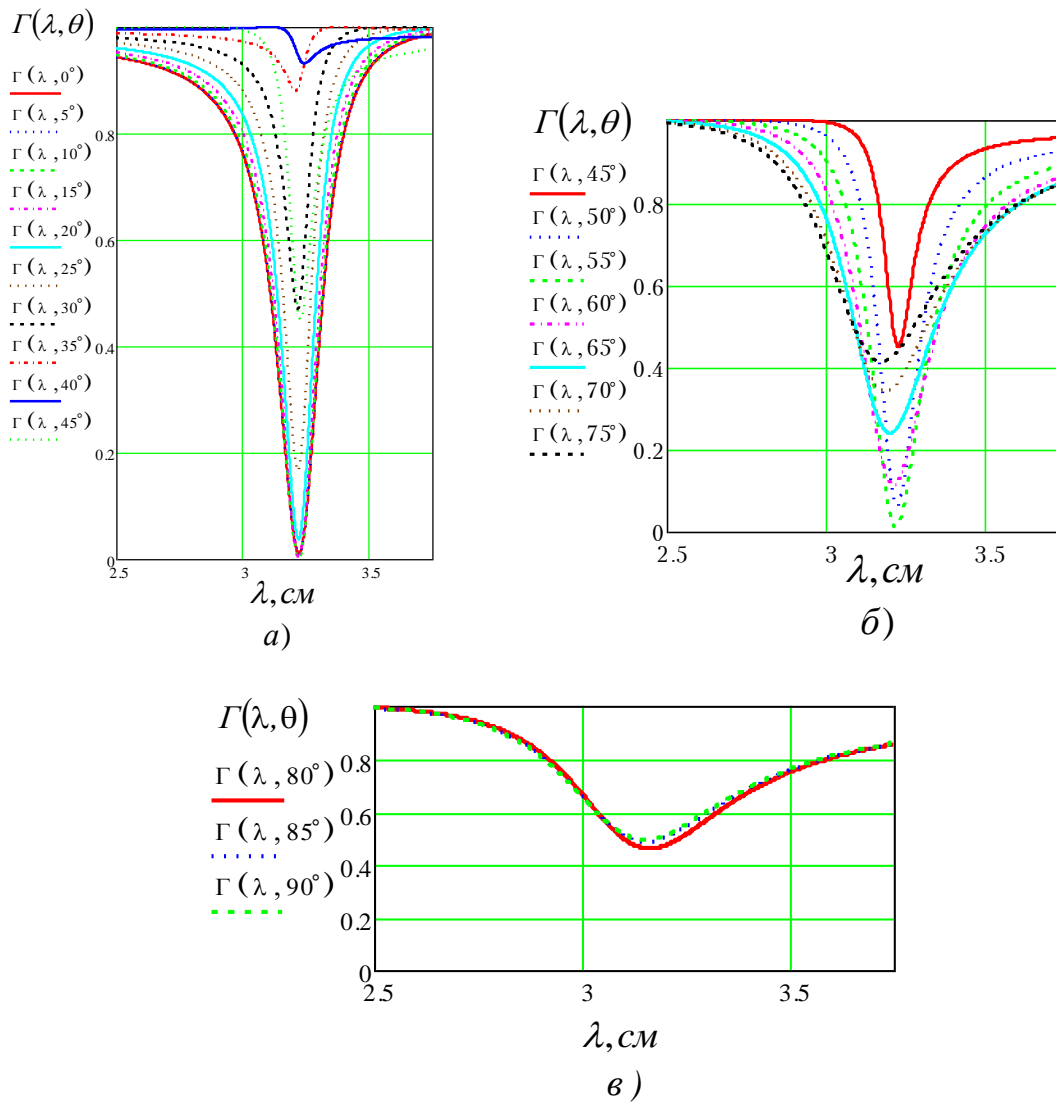 Γ(λ,θ)
Γ(λ,0°)
Γ(λ,5°)
Γ(λ,10°)
Γ(λ,15°)
Γ(λ,20°)
Γ(λ,25°)
Γ(λ,30°)
Γ(λ,35°)
Γ(λ,40°)
Γ(λ,45°)
0.8
0.6
0.4
0.2
0
2.5 3 3.5
λ,см
а)
Γ(λ,θ)
Γ(λ,45°)
Γ(λ,50°)
Γ(λ,55°)
Γ(λ,60°)
Γ(λ,65°)
Γ(λ,70°)
Γ(λ,75°)
0.8
0.6
0.4
0.2
0
2.5 3 3.5
λ,см
б)
Γ(λ,θ)
Γ(λ,80°)
Γ(λ,85°)
Γ(λ,90°)
0.8
0.6
0.4
0.2
0
2.5 3 3.5
λ,см
в)